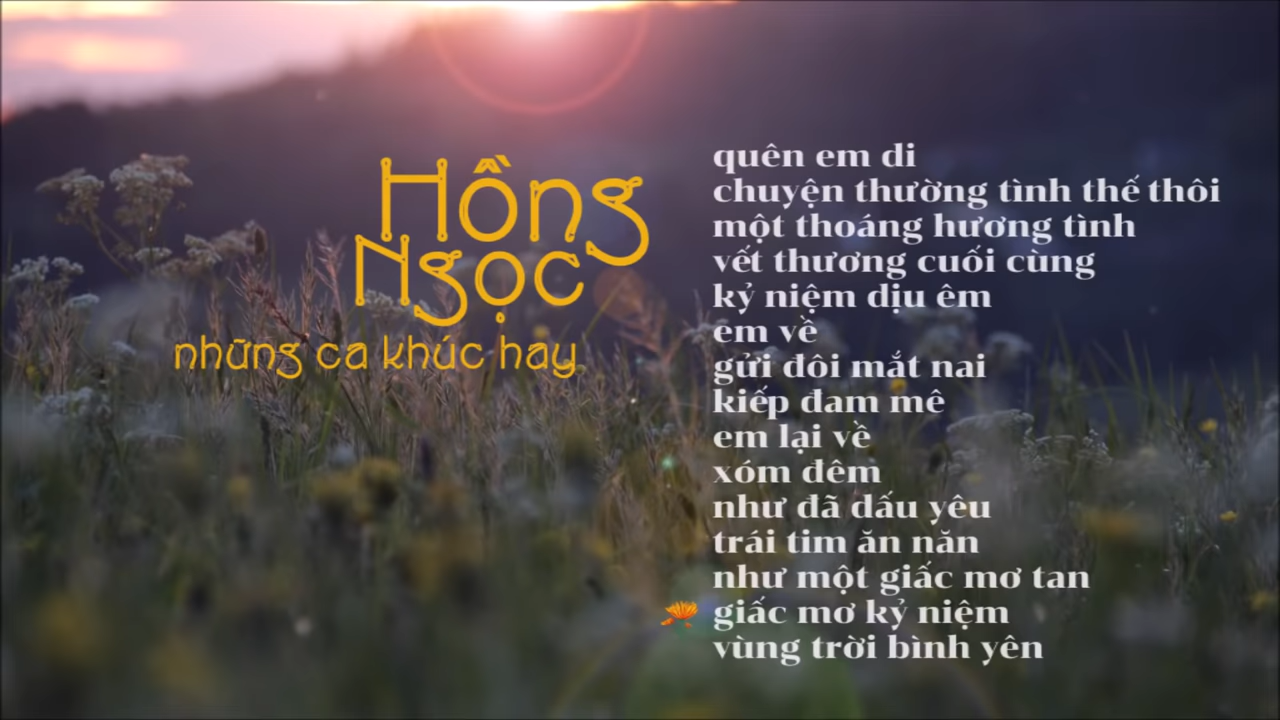 Hồng
Ngọc
những ca khúc hay
quên em di
chuyện thường tình thế thôi
một thoáng hương tình
vết thương cuối cùng
kỷ niệm dịu êm
em về
gửi đôi mắt nai
kiếp đam mê
em lại về
xóm đêm
như đã dấu yêu
trái tim ăn năn
như một giấc mơ tan
giấc mơ kỷ niệm
vùng trời bình yên